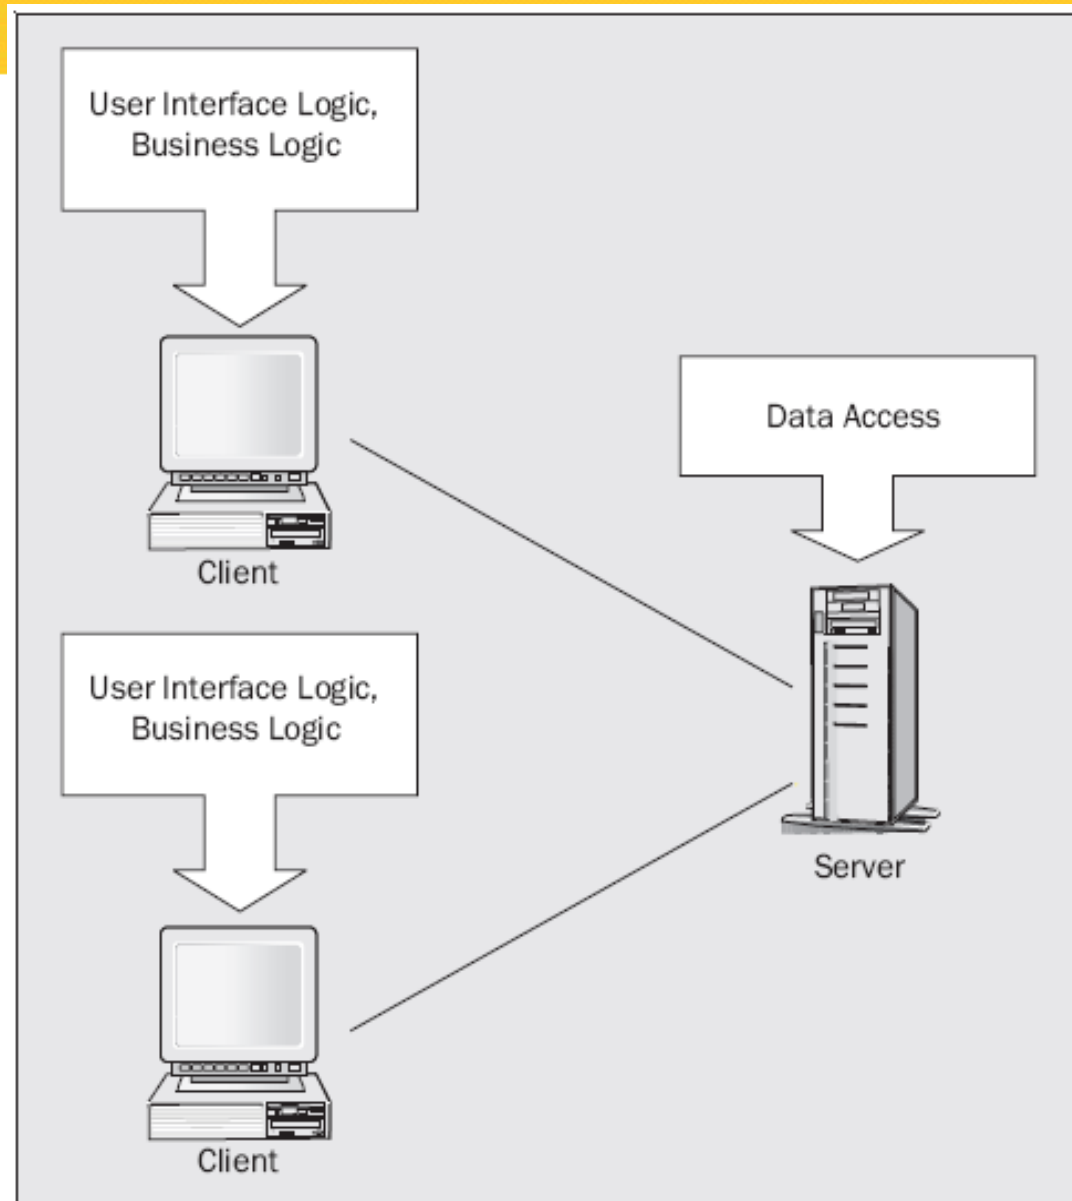 User Interface Logic,
Business Logic
Client
Data Access
Server
User Interface Logic,
Business Logic
Client